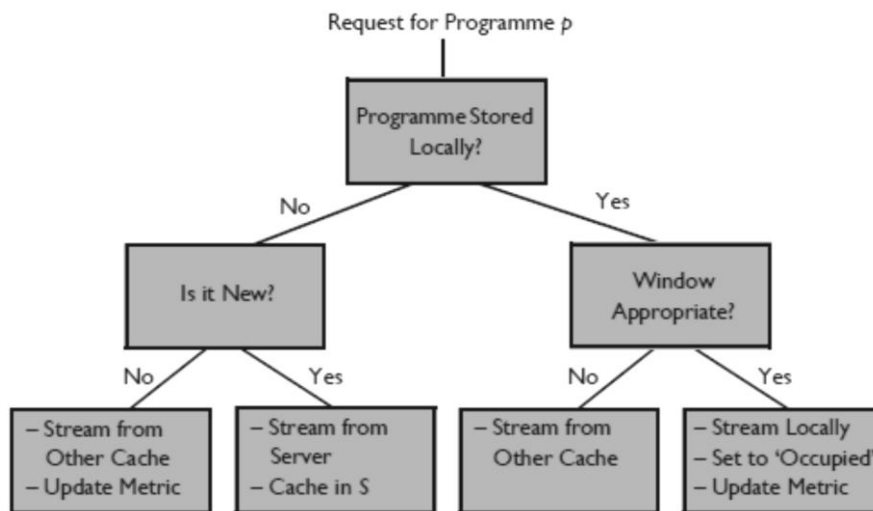 Request for Programme p
Programme Stored
Locally?
No
Yes
Is it New?
Window
Appropriate?
No
Yes
No
Yes
– Stream from
Other Cache
– Update Metric
– Stream from
Server
– Cache in S
– Stream from
Other Cache
– Stream Locally
– Set to ‘Occupied’
– Update Metric